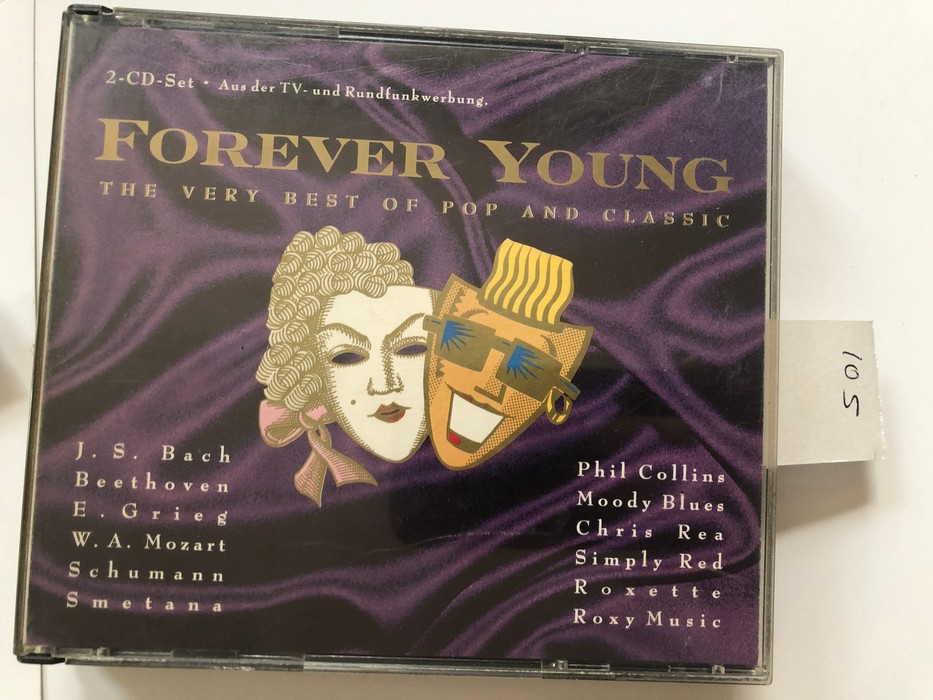 2-CD-Set • Aus der TV- und Rundfunkwerbung.
FOREVER YOUNG
THE VERY BEST OF POP AND CLASSIC
J. S. Bach
Beethoven
E. Grieg
W. A. Mozart
Schumann
Smetana
Phil Collins
Moody Blues
Chris Rea
Simply Red
Roxette
Roxy Music
501